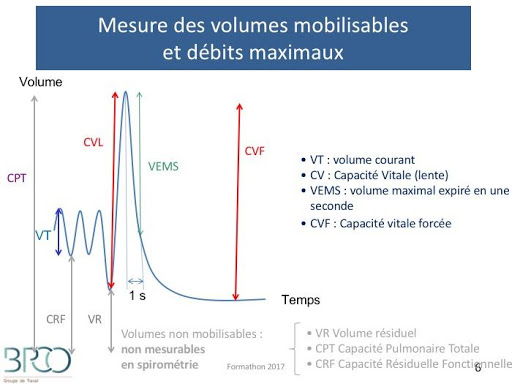 Mesure des volumes mobilisables
et débits maximaux
Volume
CVL
CVF
VEMS
CPT
VT
• VT : volume courant
• CV : Capacité Vitale (lente)
• VEMS : volume maximal expiré en une
seconde
• CVF : Capacité vitale forcée
1 s
Temps
CRF
VR
Volumes non mobilisables :
non mesurables
en spirométrie
• VR Volume résiduel
• CPT Capacité Pulmonaire Totale
• CRF Capacité Résiduelle Fonctionnelle
BPCO
Groupe de Travail
Formathon 2017
6